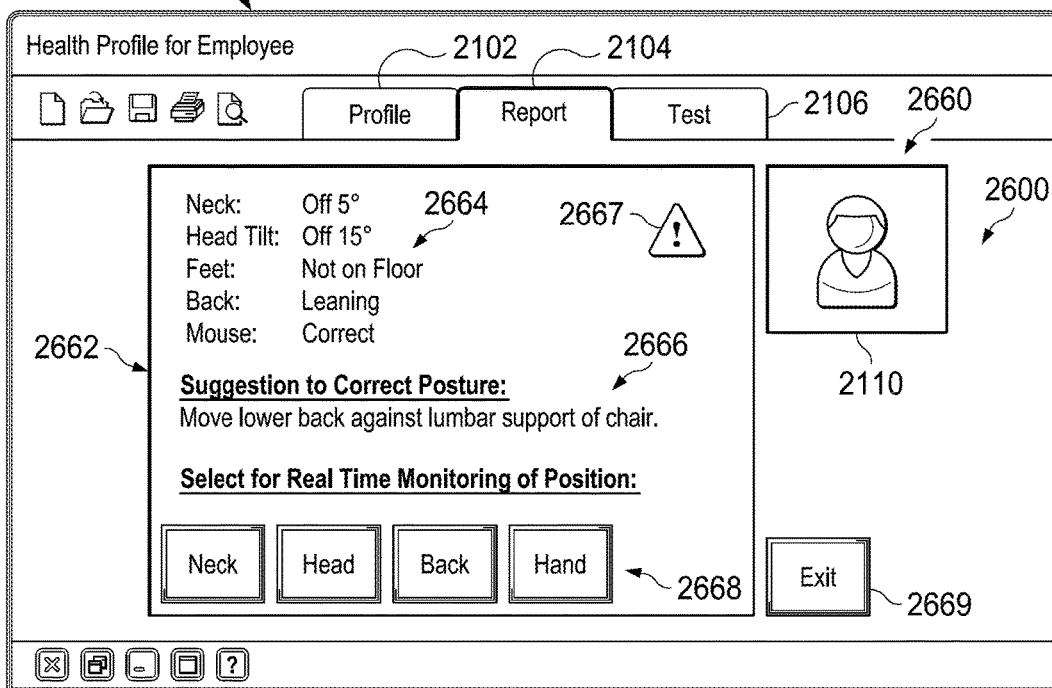 Health Profile for Employee
2102
2104
Profile
Report
Test
2106
2660
2600
Neck: Off 5°
2664
2667
!
Head Tilt: Off 15°
Feet: Not on Floor
Back: Leaning
Mouse: Correct
2662
2666
2110
Suggestion to Correct Posture:
Move lower back against lumbar support of chair.
Select for Real Time Monitoring of Position:
Neck
Head
Back
Hand
2668
Exit
2669
?